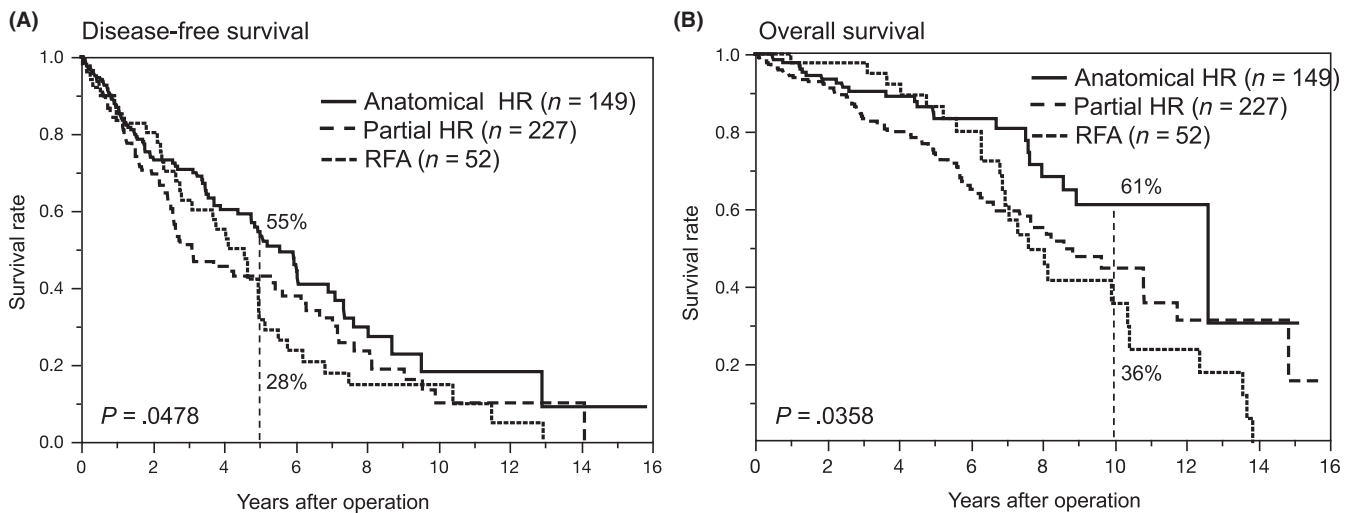 (A)
Disease-free survival
1.0
0.8
0.6
0.4
0.2
0.0
Survival rate
Anatomical HR (n = 149)
Partial HR (n = 227)
RFA (n = 52)
55%
28%
P = .0478
0 2 4 6 8 10 12 14 16
Years after operation
(B)
Overall survival
1.0
0.8
0.6
0.4
0.2
Survival rate
Anatomical HR (n = 149)
Partial HR (n = 227)
RFA (n = 52)
61%
36%
P = .0358
0 2 4 6 8 10 12 14 16
Years after operation